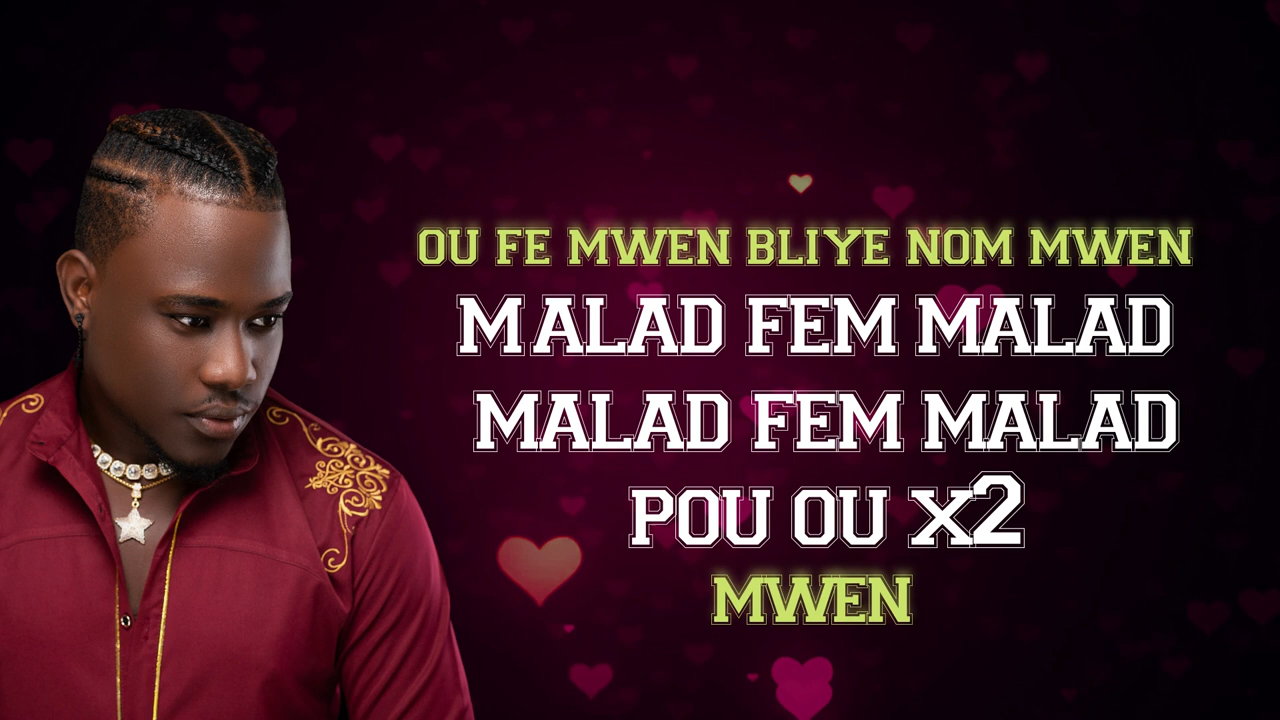 OU FE MWEN BLIYE NOM MWEN
MALAD FEM MALAD
MALAD FEM MALAD
POU OU X2
MWEN